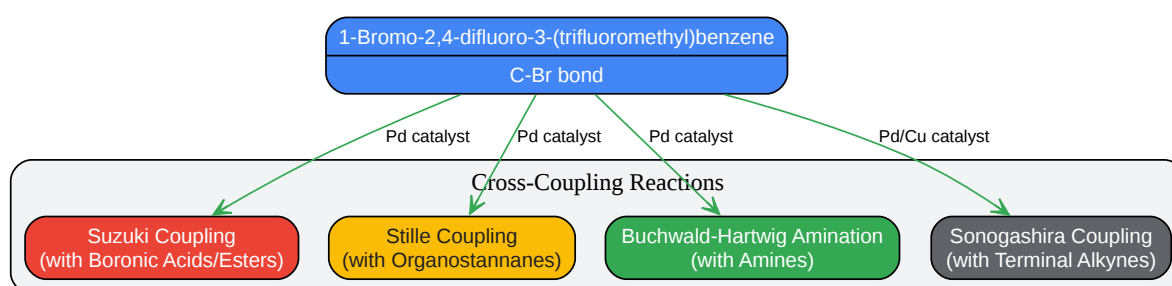 1-Bromo-2,4-difluoro-3-(trifluoromethyl)benzene
C-Br bond
Pd catalyst
Pd catalyst
Pd catalyst
Pd/Cu catalyst
Cross-Coupling Reactions
Suzuki Coupling
(with Boronic Acids/Esters)
Stille Coupling
(with Organostannanes)
Buchwald-Hartwig Amination
(with Amines)
Sonogashira Coupling
(with Terminal Alkynes)